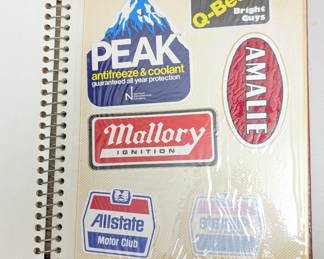 Q-Be
Bright
Guys
PEAK
antifreeze & coolant
guaranteed all year protection
N
AMALIE
Mallory
IGNITION
Allstate
Motor Club